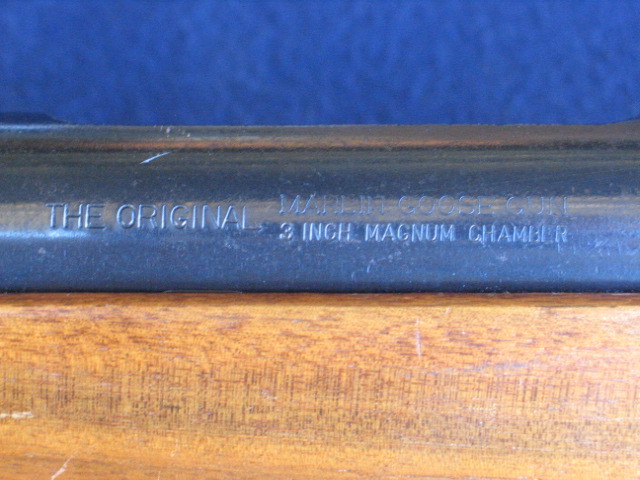 THE ORIGINAL
MARLIN GOOSE GUN
3 INCH MAGNUM CHAMBER